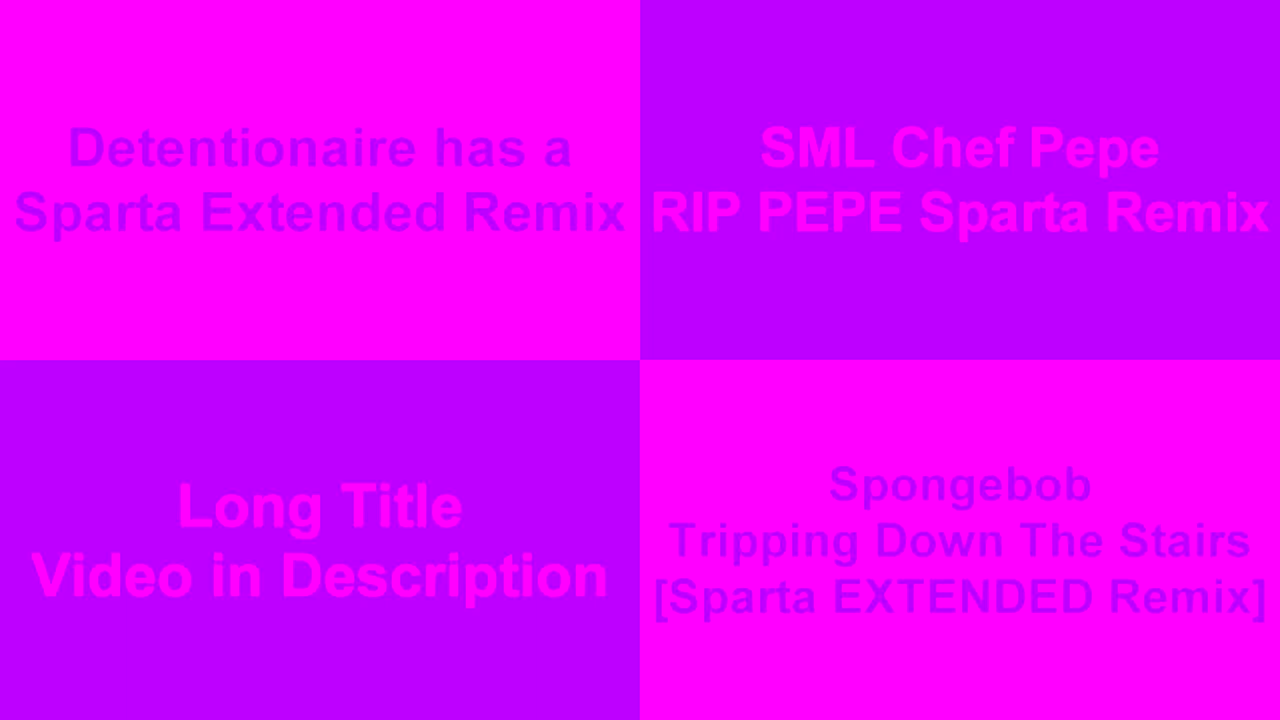 Detentionaire has a
Sparta Extended Remix
SML Chef Pepe
RIP PEPE Sparta Remix
Long Title
Video in Description
Spongebob
Tripping Down The Stairs
[Sparta EXTENDED Remix]